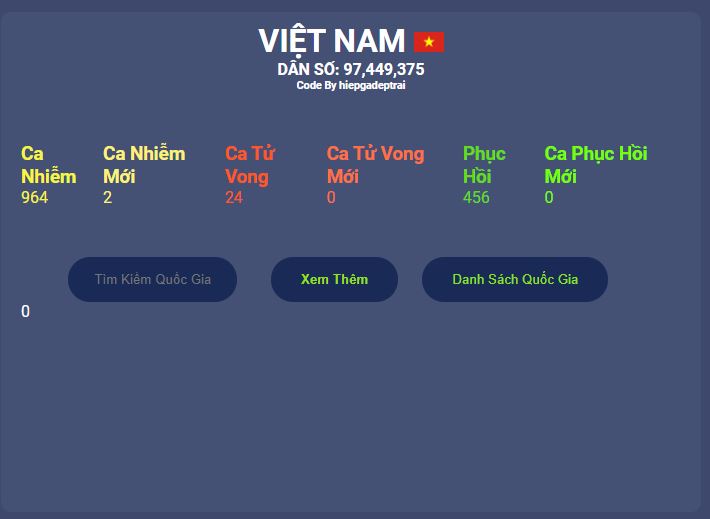 VIỆT NAM
DÂN SỐ: 97,449,375
Code By hiepgadeptrai
Ca Nhiễm
964
Ca Nhiễm Mới
2
Ca Tử Vong
24
Ca Tử Vong Mới
0
Phục Hồi
456
Ca Phục Hồi Mới
0
Tìm Kiếm Quốc Gia
Xem Thêm
Danh Sách Quốc Gia
0